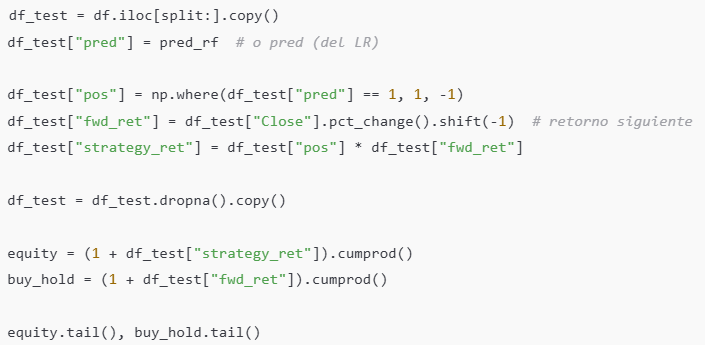 df_test = df.iloc[split:].copy()
df_test["pred"] = pred_rf  # o pred (del LR)

df_test["pos"] = np.where(df_test["pred"] == 1, 1, -1)
df_test["fwd_ret"] = df_test["Close"].pct_change().shift(-1)  # retorno siguiente
df_test["strategy_ret"] = df_test["pos"] * df_test["fwd_ret"]

df_test = df_test.dropna().copy()

equity = (1 + df_test["strategy_ret"]).cumprod()
buy_hold = (1 + df_test["fwd_ret"]).cumprod()

equity.tail(), buy_hold.tail()